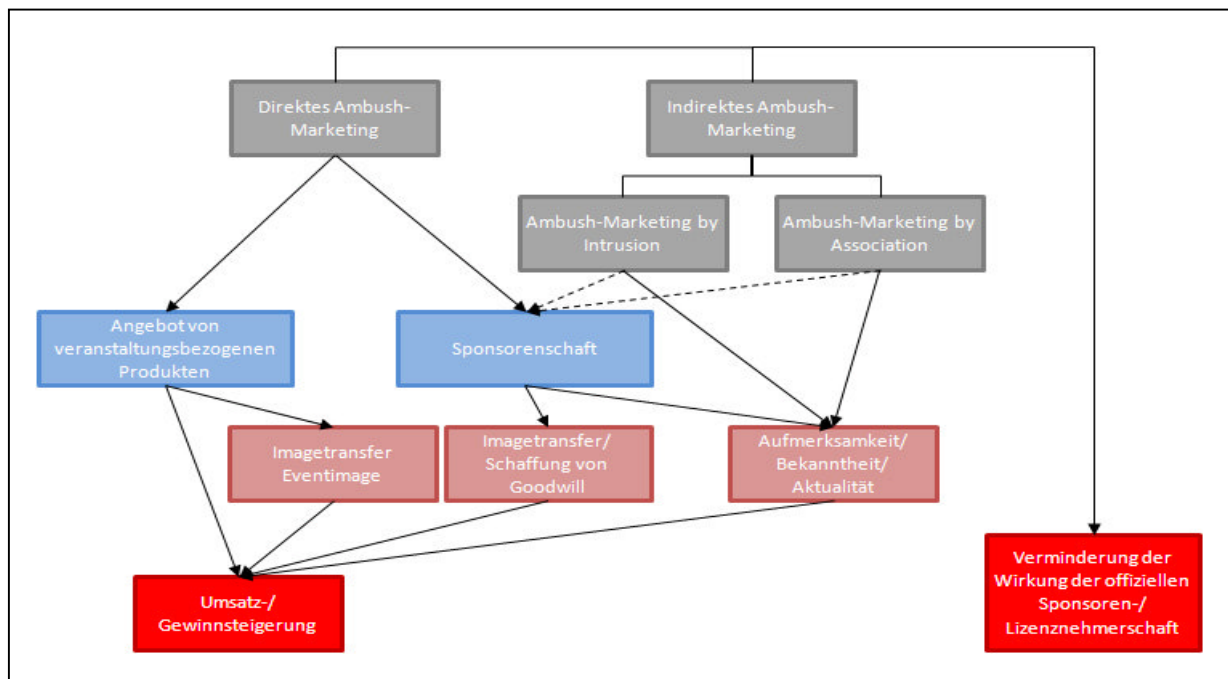 Direktes Ambush-
Marketing
Indirektes Ambush-
Marketing
Ambush-Marketing by
Intrusion
Ambush-Marketing by
Association
Angebot von
veranstaltungsbezogenen
Produkten
Sponsorenschaft
Imagetransfer
Eventimage
Imagetransfer/
Schaffung von
Goodwill
Aufmerksamkeit/
Bekanntheit/
Aktualität
Umsatz-/
Gewinnsteigerung
Verminderung der
Wirkung der offiziellen
Sponsoren-/
Lizenznehmerschaft